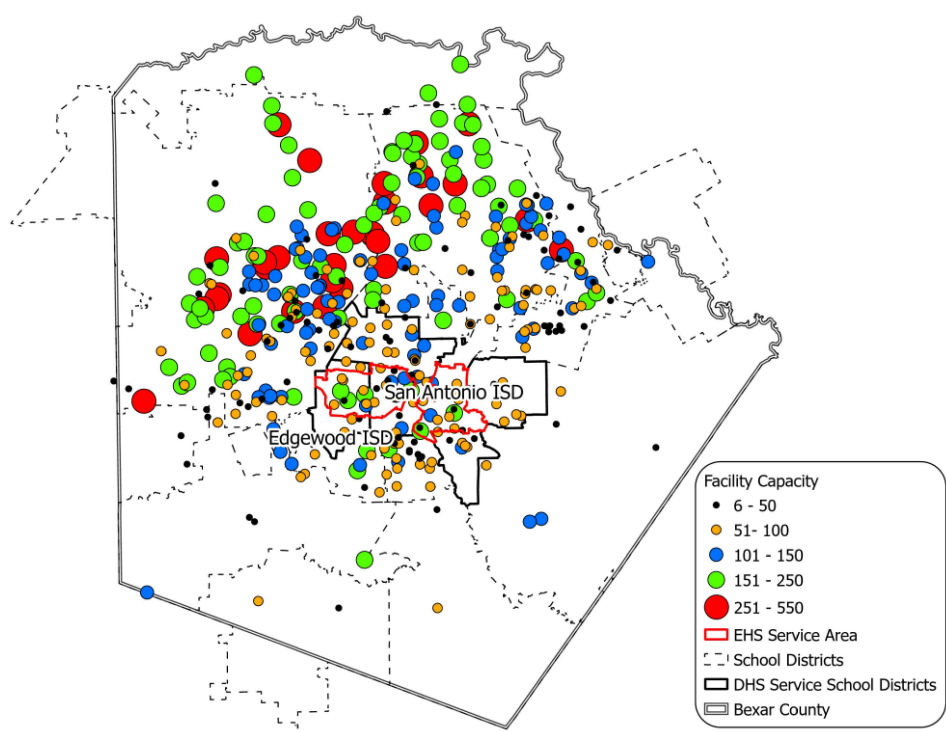 San Antonio ISD
Edgewood ISD
Facility Capacity
6 - 50
51- 100
101 - 150
151 - 250
251 - 550
EHS Service Area
School Districts
DHS Service School Districts
Bexar County